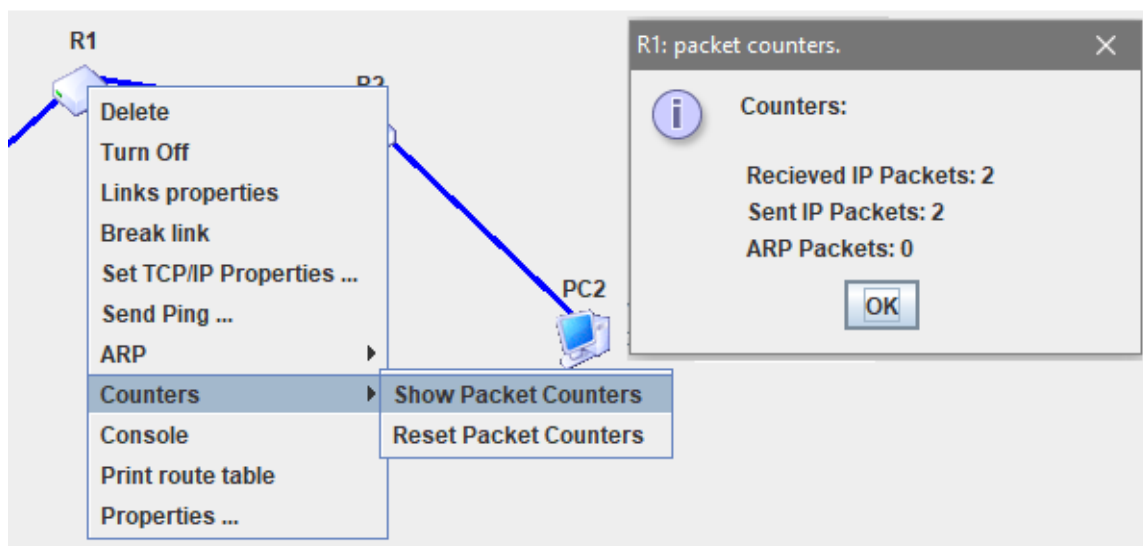 R1
R2
Delete
Turn Off
Links properties
Break link
Set TCP/IP Properties ...
Send Ping ...
ARP
Counters
Console
Print route table
Properties ...
Show Packet Counters
Reset Packet Counters
PC2
R1: packet counters.
Counters:
Recieved IP Packets: 2
Sent IP Packets: 2
ARP Packets: 0
OK